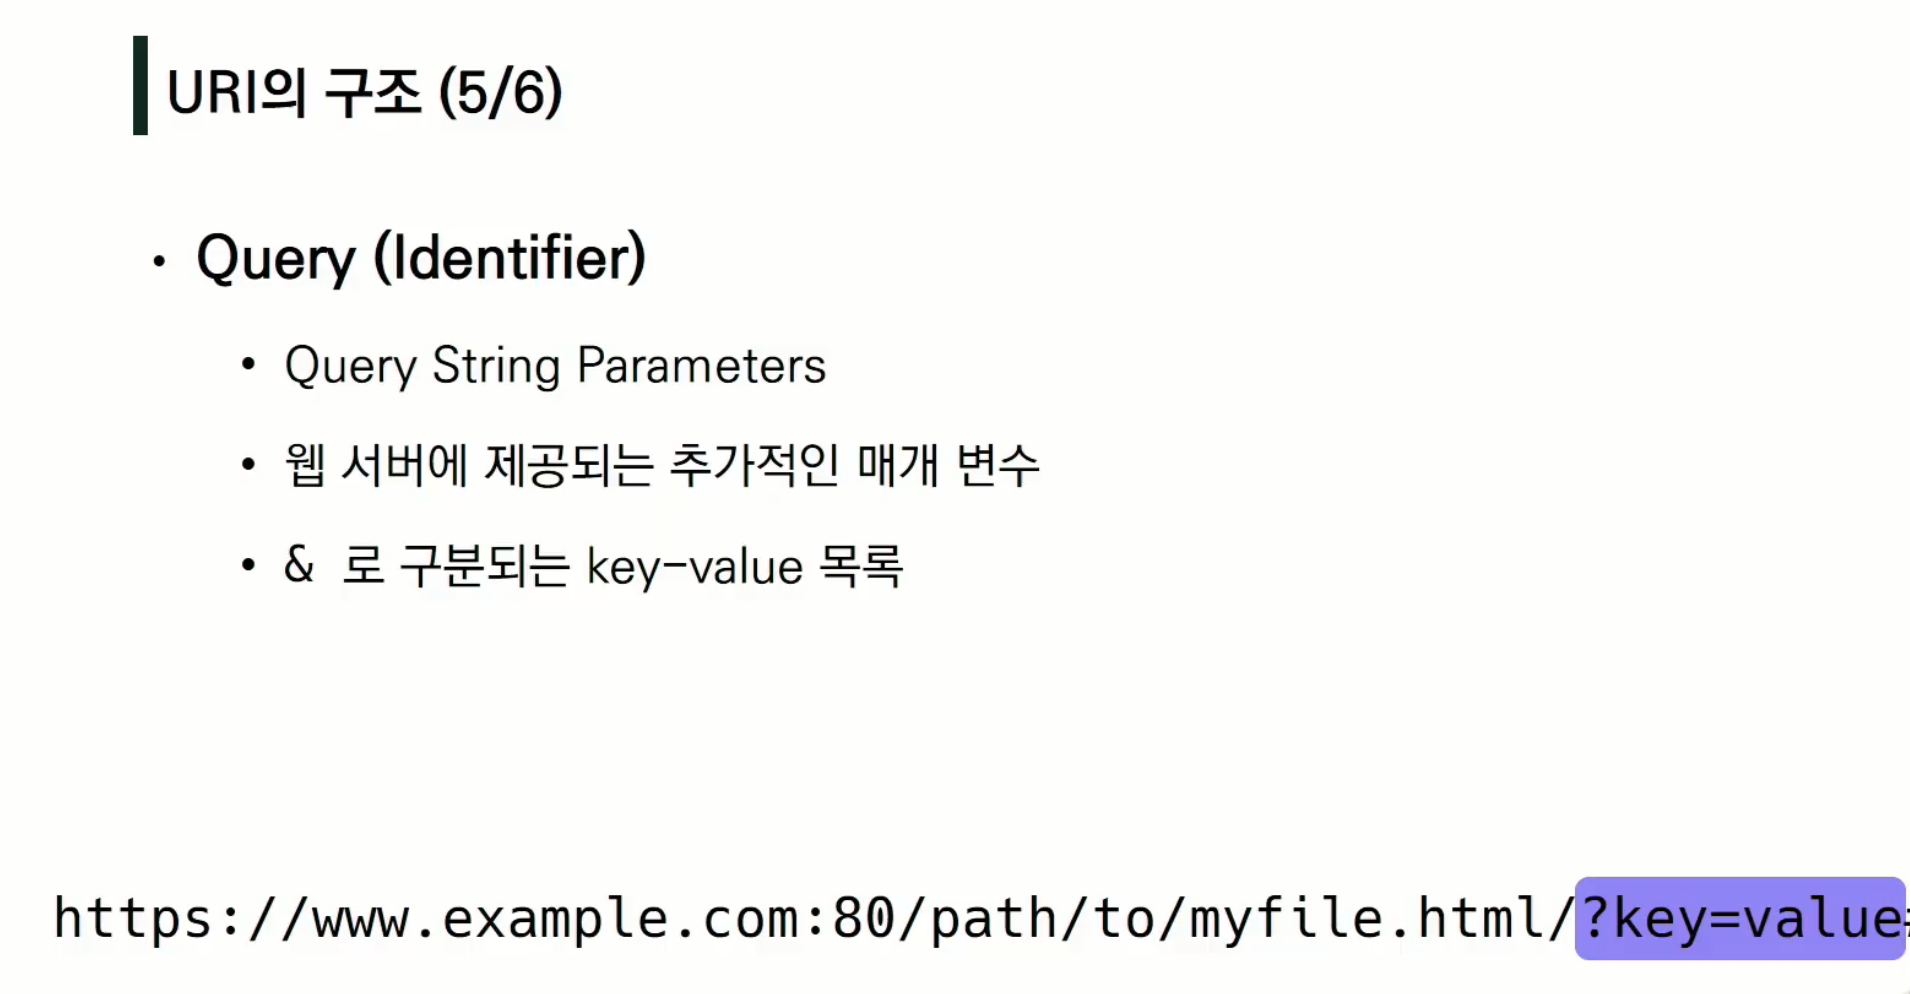 URI의 구조 (5/6)
• Query (Identifier)
• Query String Parameters
• 웹 서버에 제공되는 추가적인 매개 변수
• & 로 구분되는 key-value 목록
https://www.example.com:80/path/to/myfile.html/?key=value